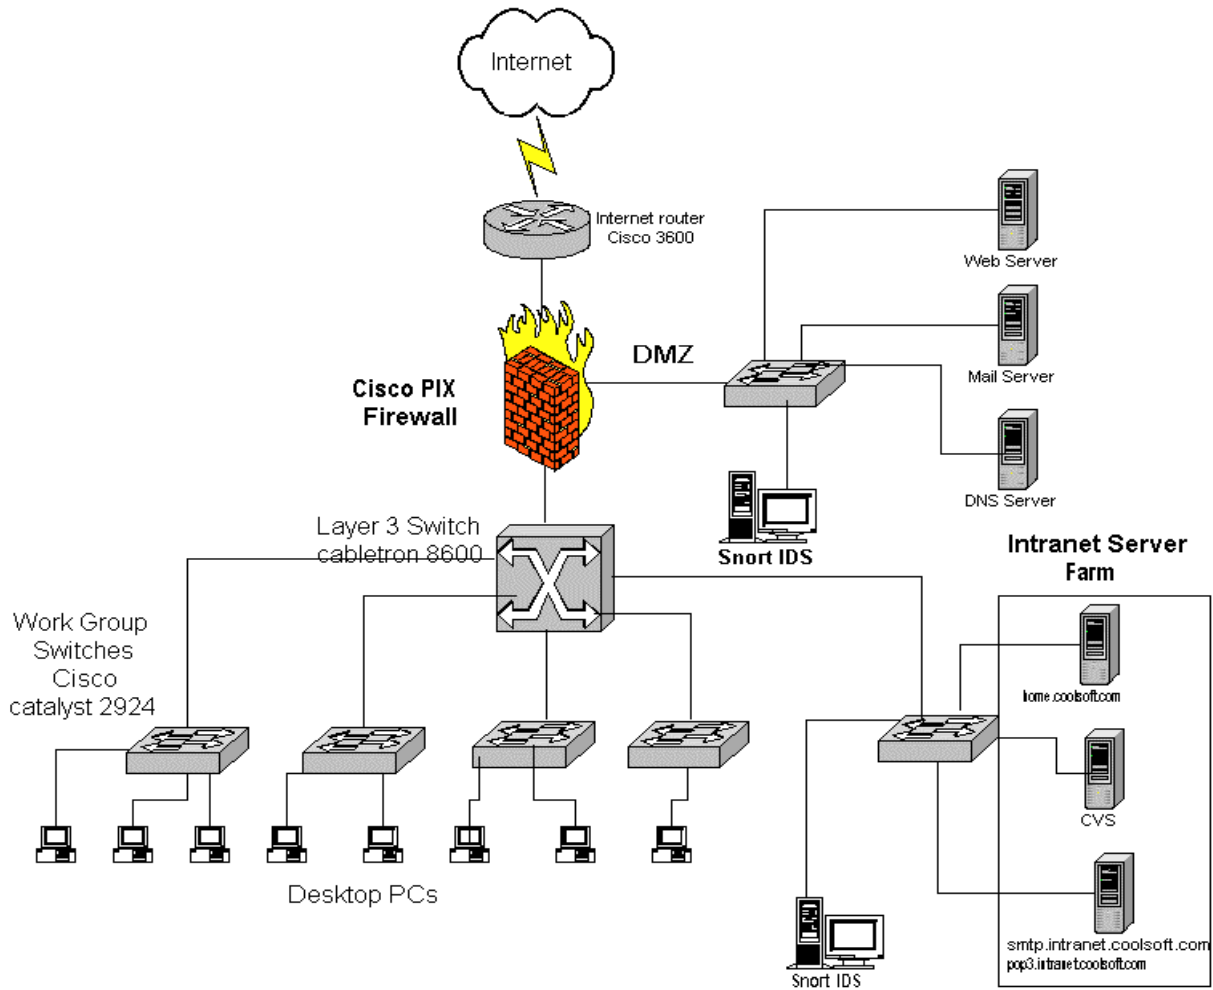 Internet
Internet router
Cisco 3600
Web Server
Mail Server
DMZ
Cisco PIX
Firewall
DNS Server
Snort IDS
Layer 3 Switch
cabletron 8600
Intranet Server
Farm
Work Group
Switches
Cisco
catalyst 2924
home.coolsoft.com
CVS
Desktop PCs
smtp.intranet.coolsoft.com
pop3.intranet.coolsoft.com
Snort IDS